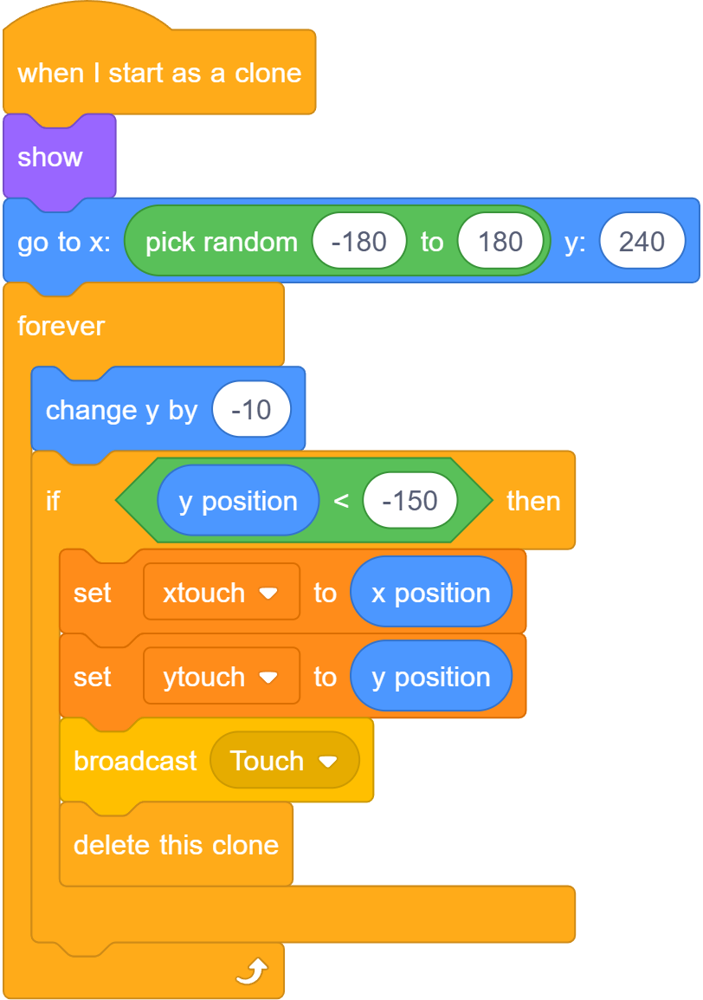 when I start as a clone
show
go to x: pick random -180 to 180 y: 240
forever
change y by -10
if y position < -150 then
set xtouch to x position
set ytouch to y position
broadcast Touch
delete this clone